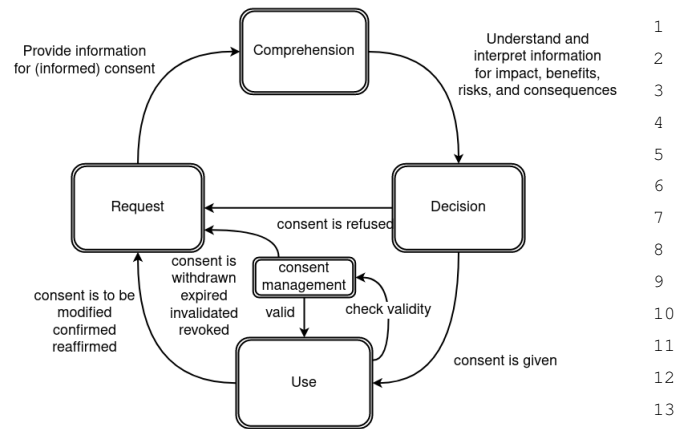 Comprehension
Provide information
for (informed) consent
Understand and
interpret information
for impact, benefits,
risks, and consequences
Request
Decision
consent is refused
consent is
withdrawn
expired
invalidated
revoked
consent
management
valid
check validity
consent is to be
modified
confirmed
reaffirmed
Use
consent is given
1
2
3
4
5
6
7
8
9
10
11
12
13